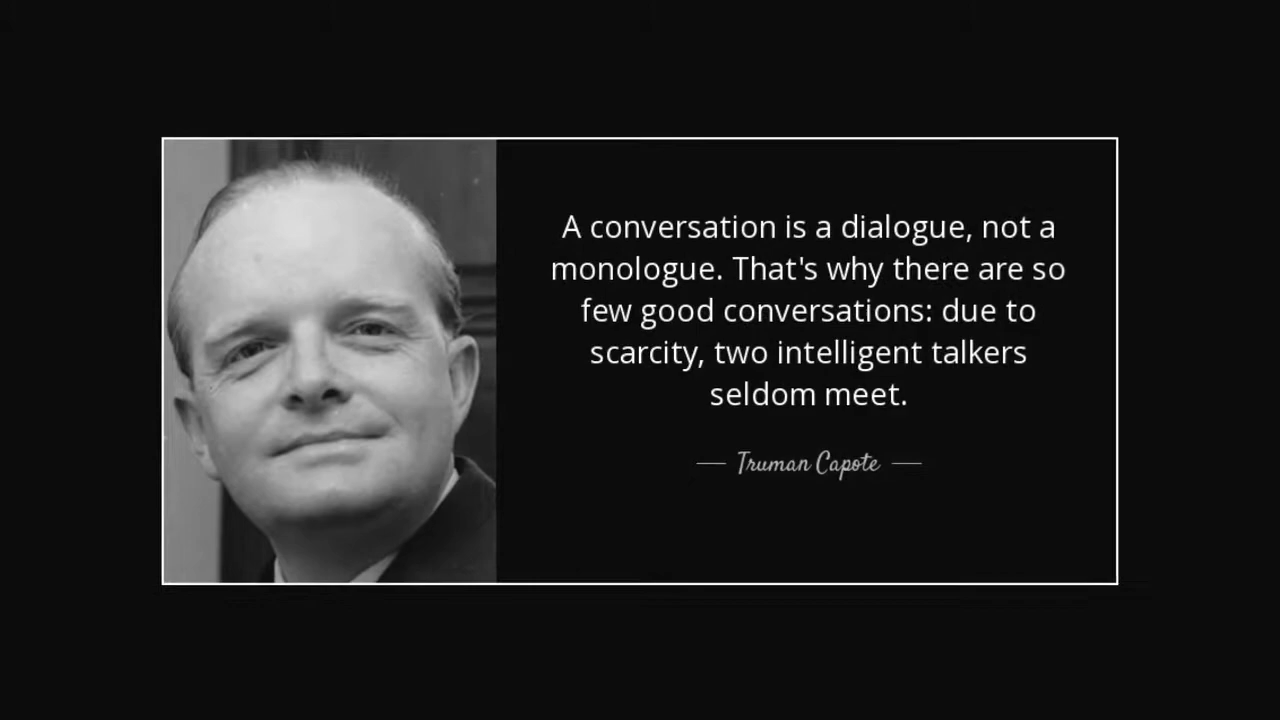 A conversation is a dialogue, not a
monologue. That's why there are so
few good conversations: due to
scarcity, two intelligent talkers
seldom meet.
Truman Capote